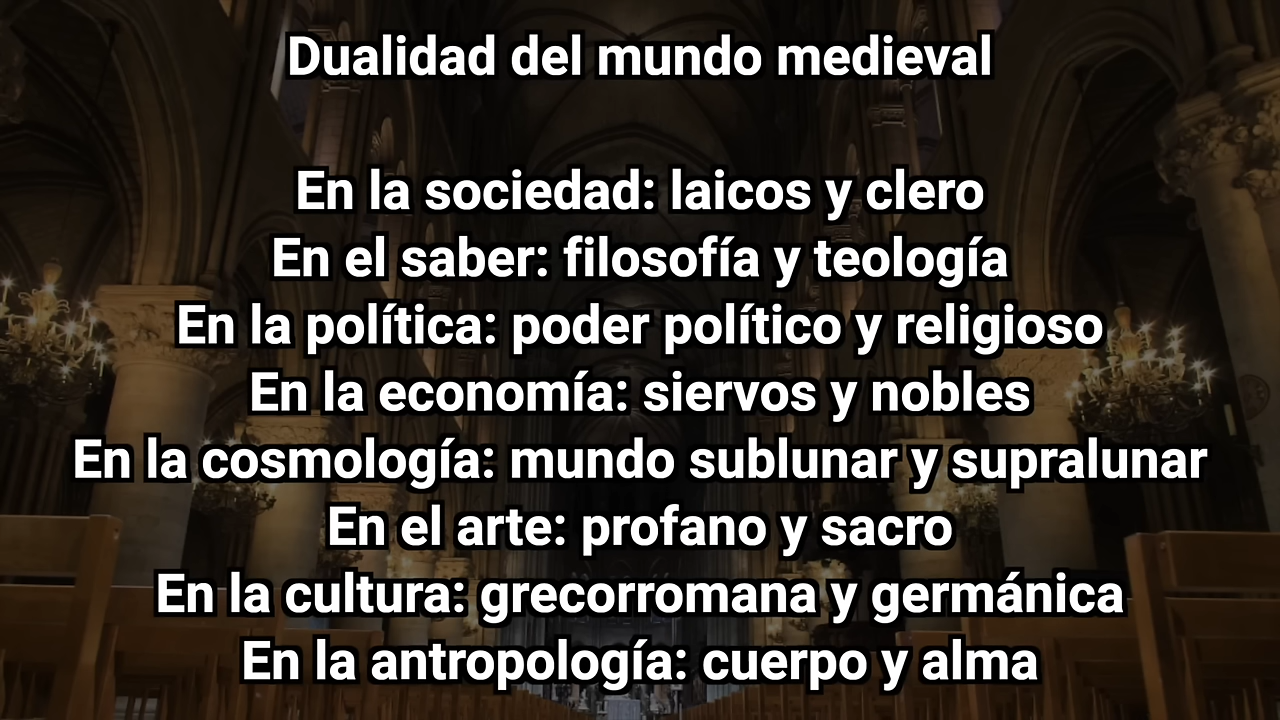 Dualidad del mundo medieval
En la sociedad: laicos y clero
En el saber: filosofía y teología
En la política: poder político y religioso
En la economía: siervos y nobles
En la cosmología: mundo sublunar y supralunar
En el arte: profano y sacro
En la cultura: grecorromana y germánica
En la antropología: cuerpo y alma